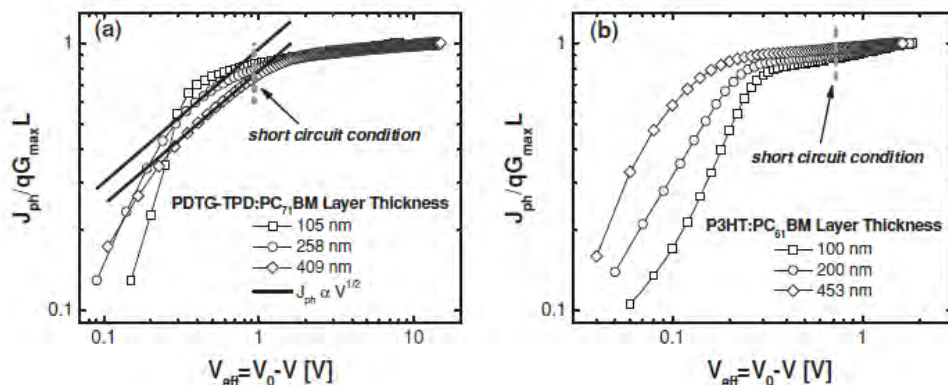 (a)
1
0.1
J_ph/qG_max L
short circuit condition
PDTG-TPD:PC_71BM Layer Thickness
105 nm
258 nm
409 nm
J_ph α V^1/2
0.1
1
10
V_eff=V_0-V [V]
(b)
1
0.1
J_ph/qG_max L
short circuit condition
P3HT:PC_61BM Layer Thickness
100 nm
200 nm
453 nm
0.1
1
V_eff=V_0-V [V]